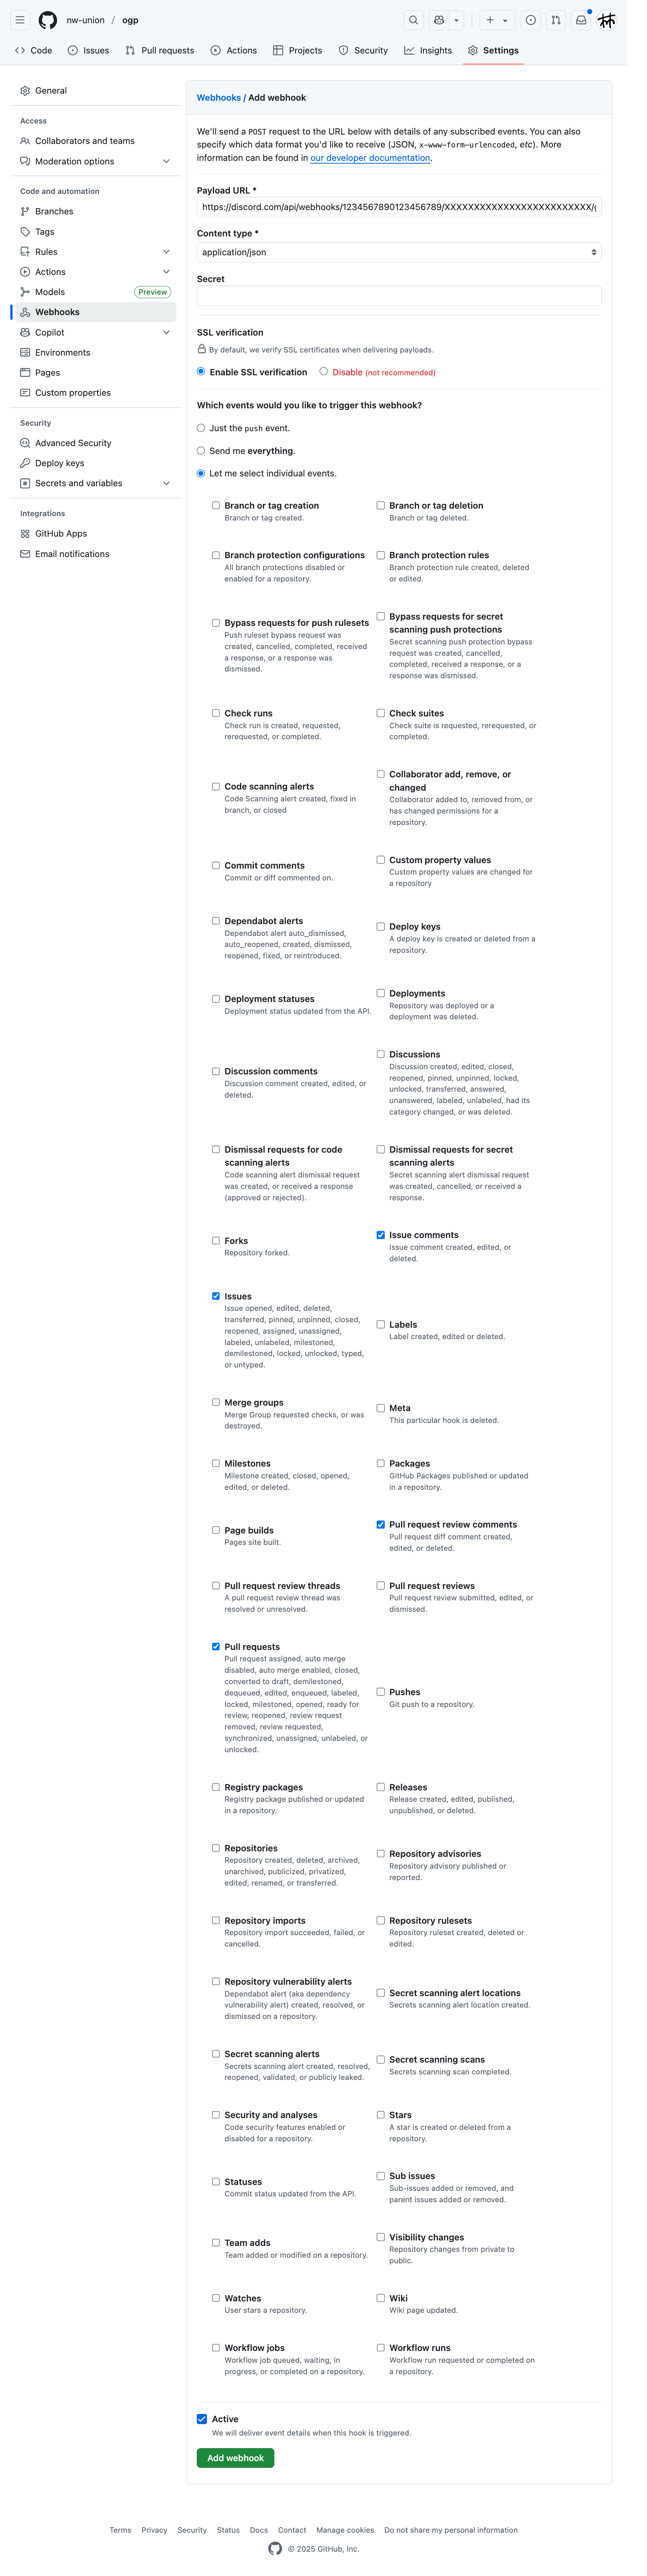 nw-union / ogp
Code Issues Pull requests Actions Projects Security Insights Settings
General
Access
Collaborators and teams
Moderation options
Code and automation
Branches
Tags
Rules
Actions
Models Preview
Webhooks
Copilot
Environments
Pages
Custom properties
Security
Advanced Security
Deploy keys
Secrets and variables
Integrations
GitHub Apps
Email notifications
Webhooks / Add webhook
We'll send a POST request to the URL below with details of any subscribed events. You can also
specify which data format you'd like to receive (JSON, x-www-form-urlencoded, etc). More
information can be found in our developer documentation.
Payload URL *
https://discord.com/api/webhooks/1234567890123456789/XXXXXXXXXXXXXXXXXXXXXXXXX/g
Content type *
application/json
Secret
SSL verification
By default, we verify SSL certificates when delivering payloads.
Enable SSL verification Disable (not recommended)
Which events would you like to trigger this webhook?
Just the push event.
Send me everything.
Let me select individual events.
Branch or tag creation
Branch or tag created.
Branch or tag deletion
Branch or tag deleted.
Branch protection configurations
All branch protections disabled or
enabled for a repository.
Branch protection rules
Branch protection rule created, deleted
or edited.
Bypass requests for push rulesets
Push ruleset bypass request was
created, cancelled, completed, received
a response, or a response was
dismissed.
Bypass requests for secret
scanning push protections
Secret scanning push protection bypass
request was created, cancelled,
completed, received a response, or a
response was dismissed.
Check runs
Check run is created, requested,
rerequested, or completed.
Check suites
Check suite is requested, rerequested, or
completed.
Code scanning alerts
Code Scanning alert created, fixed in
branch, or closed
Collaborator add, remove, or
changed
Collaborator added to, removed from, or
has changed permissions for a
repository.
Commit comments
Commit or diff commented on.
Custom property values
Custom property values are changed for
a repository
Dependabot alerts
Dependabot alert auto_dismissed,
auto_reopened, created, dismissed,
reopened, fixed, or reintroduced.
Deploy keys
A deploy key is created or deleted from a
repository.
Deployment statuses
Deployment status updated from the API.
Deployments
Repository was deployed or a
deployment was deleted.
Discussion comments
Discussion comment created, edited, or
deleted.
Discussions
Discussion created, edited, closed,
reopened, pinned, unpinned, locked,
unlocked, transferred, answered,
unanswered, labeled, unlabeled, had its
category changed, or was deleted.
Dismissal requests for code
scanning alerts
Code scanning alert dismissal request
was created, or received a response
(approved or rejected).
Dismissal requests for secret
scanning alerts
Secret scanning alert dismissal request
was created, cancelled, or received a
response.
Forks
Repository forked.
Issue comments
Issue comment created, edited, or
deleted.
Issues
Issue opened, edited, deleted,
transferred, pinned, unpinned, closed,
reopened, assigned, unassigned,
labeled, unlabeled, milestoned,
demilestoned, locked, unlocked, typed,
or untyped.
Labels
Label created, edited or deleted.
Merge groups
Merge Group requested checks, or was
destroyed.
Meta
This particular hook is deleted.
Milestones
Milestone created, closed, opened,
edited, or deleted.
Packages
GitHub Packages published or updated
in a repository.
Page builds
Pages site built.
Pull request review comments
Pull request diff comment created,
edited, or deleted.
Pull request review threads
A pull request review thread was
resolved or unresolved.
Pull request reviews
Pull request review submitted, edited, or
dismissed.
Pull requests
Pull request assigned, auto merge
disabled, auto merge enabled, closed,
converted to draft, demilestoned,
dequeued, edited, enqueued, labeled,
locked, milestoned, opened, ready for
review, reopened, review request
removed, review requested,
synchronized, unassigned, unlabeled, or
unlocked.
Pushes
Git push to a repository.
Registry packages
Registry package published or updated
in a repository.
Releases
Release created, edited, published,
unpublished, or deleted.
Repositories
Repository created, deleted, archived,
unarchived, publicized, privatized,
edited, renamed, or transferred.
Repository advisories
Repository advisory published or
reported.
Repository imports
Repository import succeeded, failed, or
cancelled.
Repository rulesets
Repository ruleset created, deleted or
edited.
Repository vulnerability alerts
Dependabot alert (aka dependency
vulnerability alert) created, resolved, or
dismissed on a repository.
Secret scanning alert locations
Secrets scanning alert location created.
Secret scanning alerts
Secrets scanning alert created, resolved,
reopened, validated, or publicly leaked.
Secret scanning scans
Secrets scanning scan completed.
Security and analyses
Code security features enabled or
disabled for a repository.
Stars
A star is created or deleted from a
repository.
Statuses
Commit status updated from the API.
Sub issues
Sub-issues added or removed, and
parent issues added or removed.
Team adds
Team added or modified on a repository.
Visibility changes
Repository changes from private to
public.
Watches
User stars a repository.
Wiki
Wiki page updated.
Workflow jobs
Workflow job queued, waiting, in
progress, or completed on a repository.
Workflow runs
Workflow run requested or completed on
a repository.
Active
We will deliver event details when this hook is triggered.
Add webhook
Terms Privacy Security Status Docs Contact Manage cookies Do not share my personal information
© 2025 GitHub, Inc.